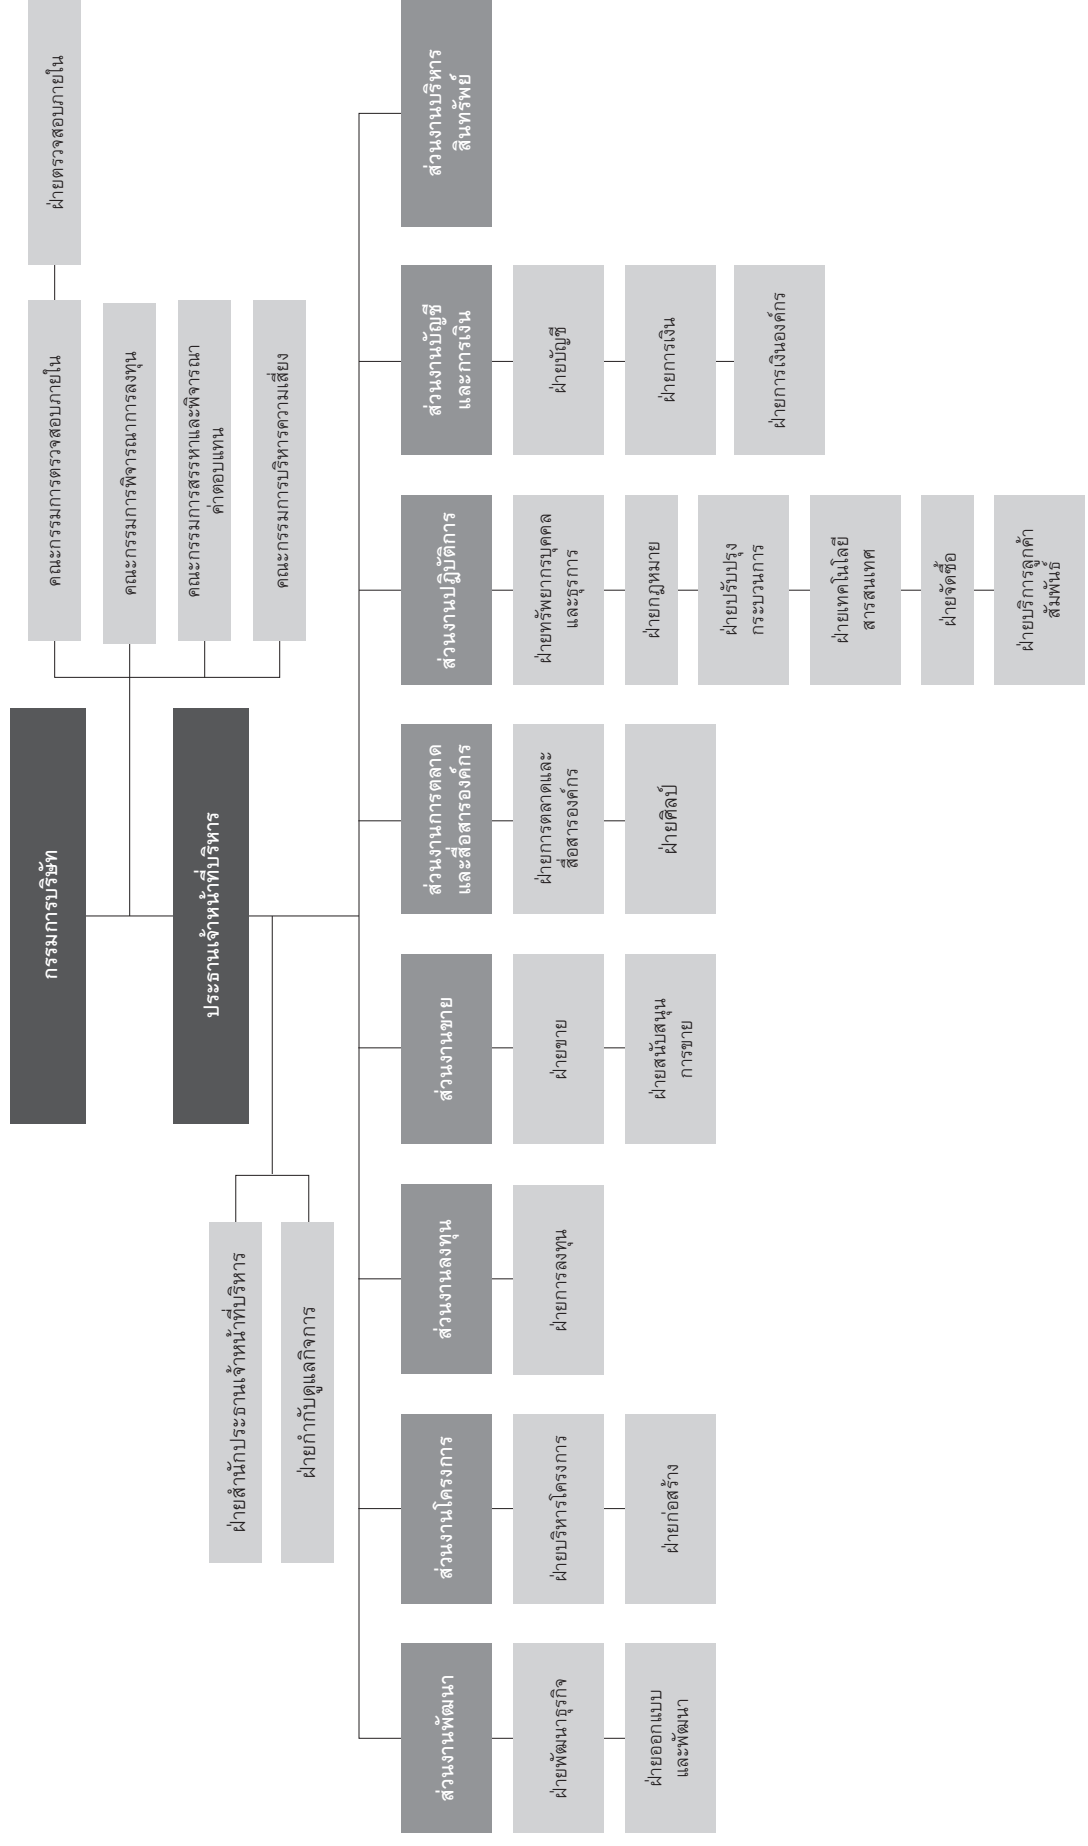 กรรมการบริษัท
ประธานเจ้าหน้าที่บริหาร
คณะกรรมการตรวจสอบภายใน
ฝ่ายตรวจสอบภายใน
คณะกรรมการพิจารณาการลงทุน
คณะกรรมการสรรหาและพิจารณา
ค่าตอบแทน
คณะกรรมการบริหารความเสี่ยง
ฝ่ายสำนักประธานเจ้าหน้าที่บริหาร
ฝ่ายกำกับดูแลกิจการ
ส่วนงานพัฒนา
ฝ่ายพัฒนาธุรกิจ
ฝ่ายออกแบบ
และพัฒนา
ส่วนงานโครงการ
ฝ่ายบริหารโครงการ
ฝ่ายก่อสร้าง
ส่วนงานลงทุน
ฝ่ายการลงทุน
ส่วนงานขาย
ฝ่ายขาย
ฝ่ายสนับสนุน
การขาย
ส่วนงานการตลาด
และสื่อสารองค์กร
ฝ่ายการตลาดและ
สื่อสารองค์กร
ฝ่ายศิลป์
ส่วนงานปฏิบัติการ
ฝ่ายทรัพยากรบุคคล
และธุรการ
ฝ่ายกฎหมาย
ฝ่ายปรับปรุง
กระบวนการ
ฝ่ายเทคโนโลยี
สารสนเทศ
ฝ่ายจัดซื้อ
ฝ่ายบริการลูกค้า
สัมพันธ์
ส่วนงานบัญชี
และการเงิน
ฝ่ายบัญชี
ฝ่ายการเงิน
ฝ่ายการเงินองค์กร
ส่วนงานบริหาร
สินทรัพย์